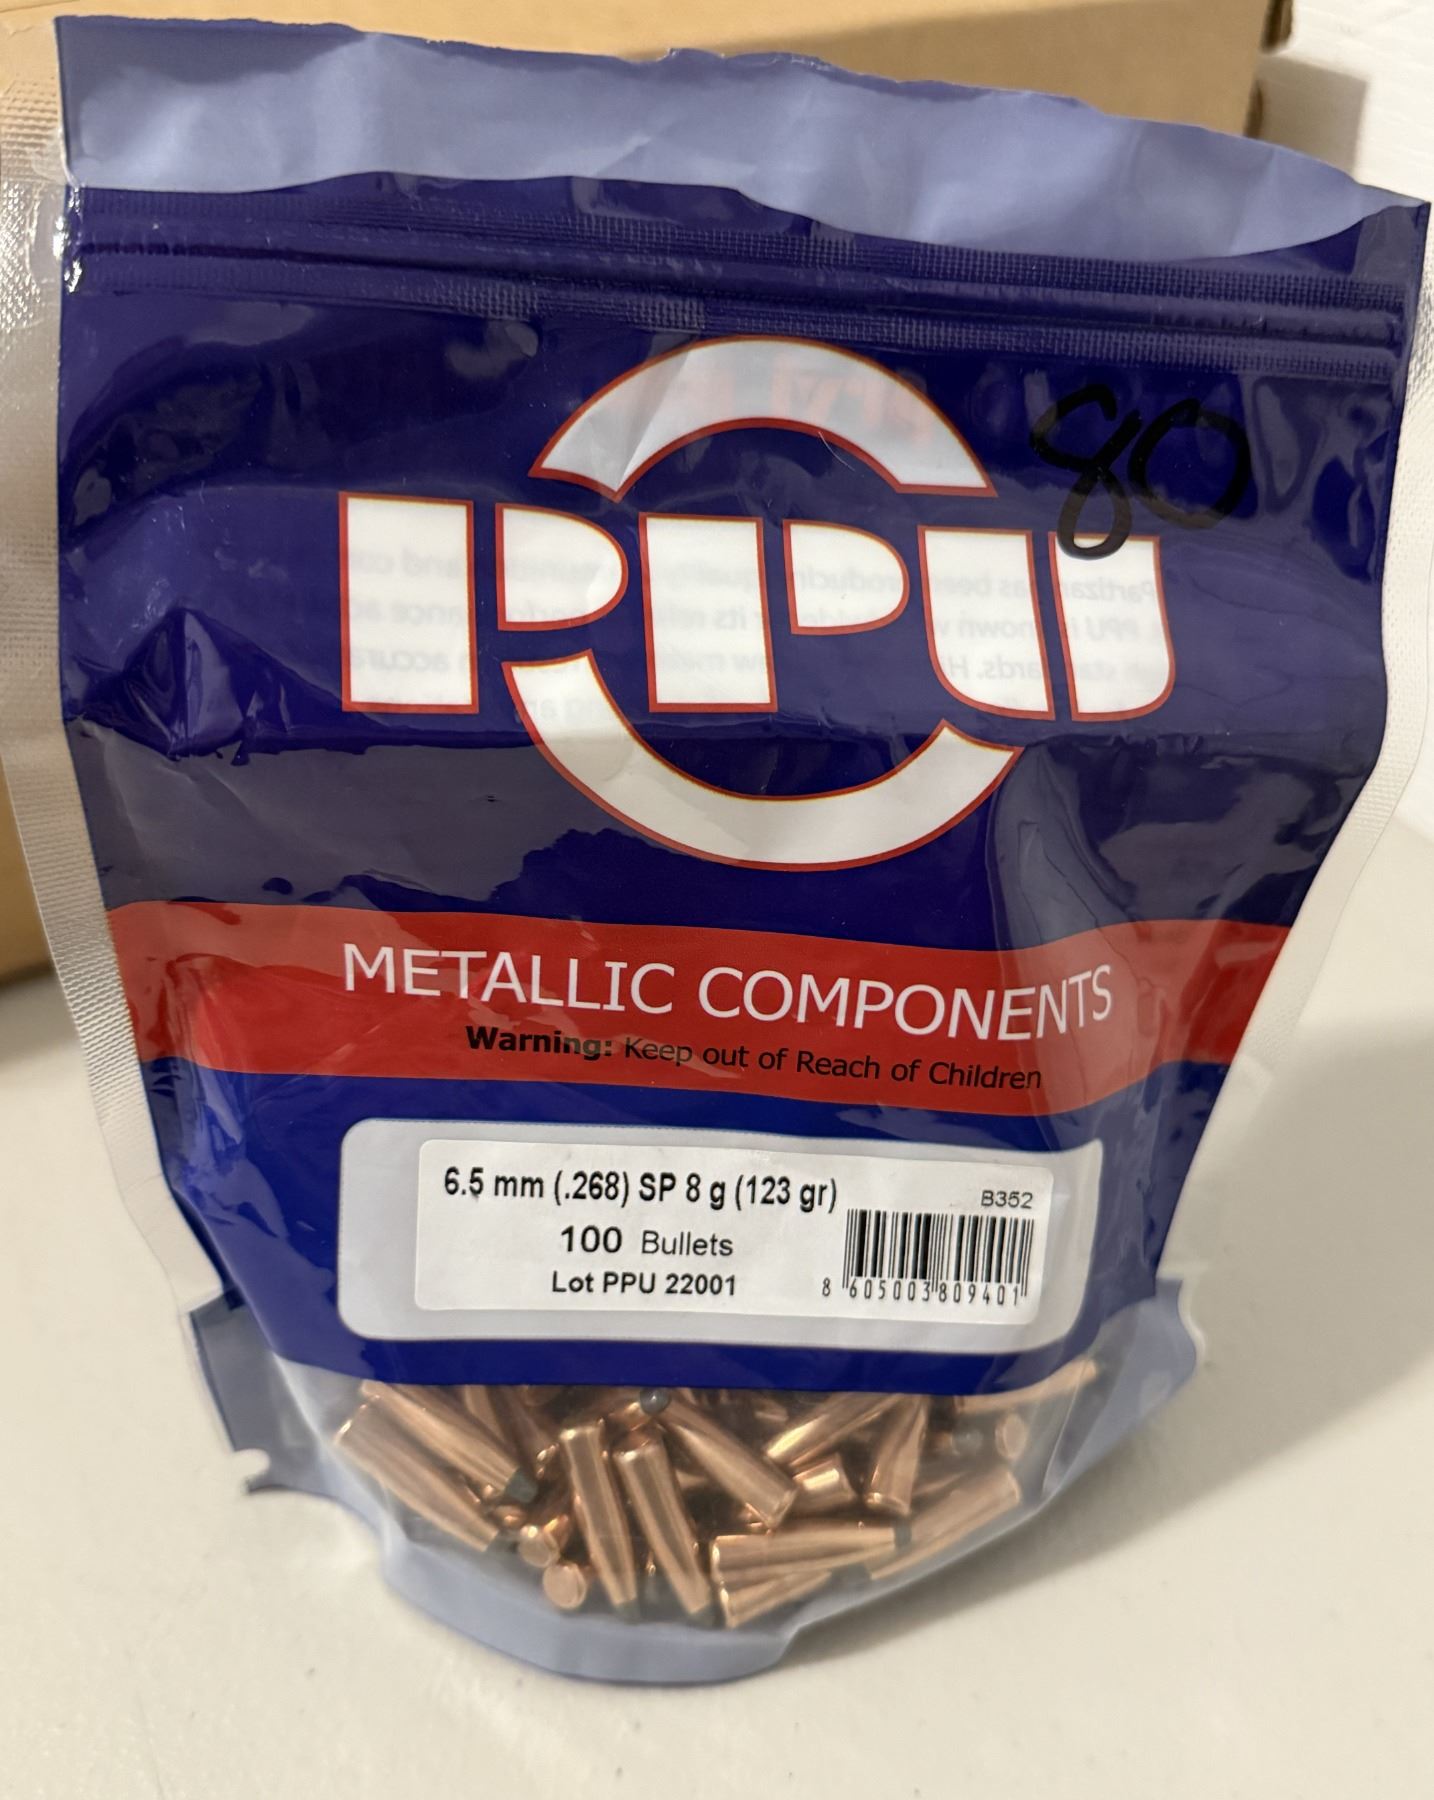 80
PPU
METALLIC COMPONENTS
Warning: Keep out of Reach of Children
6.5 mm (.268) SP 8 g (123 gr)
B352
100 Bullets
Lot PPU 22001
8 605003 809401